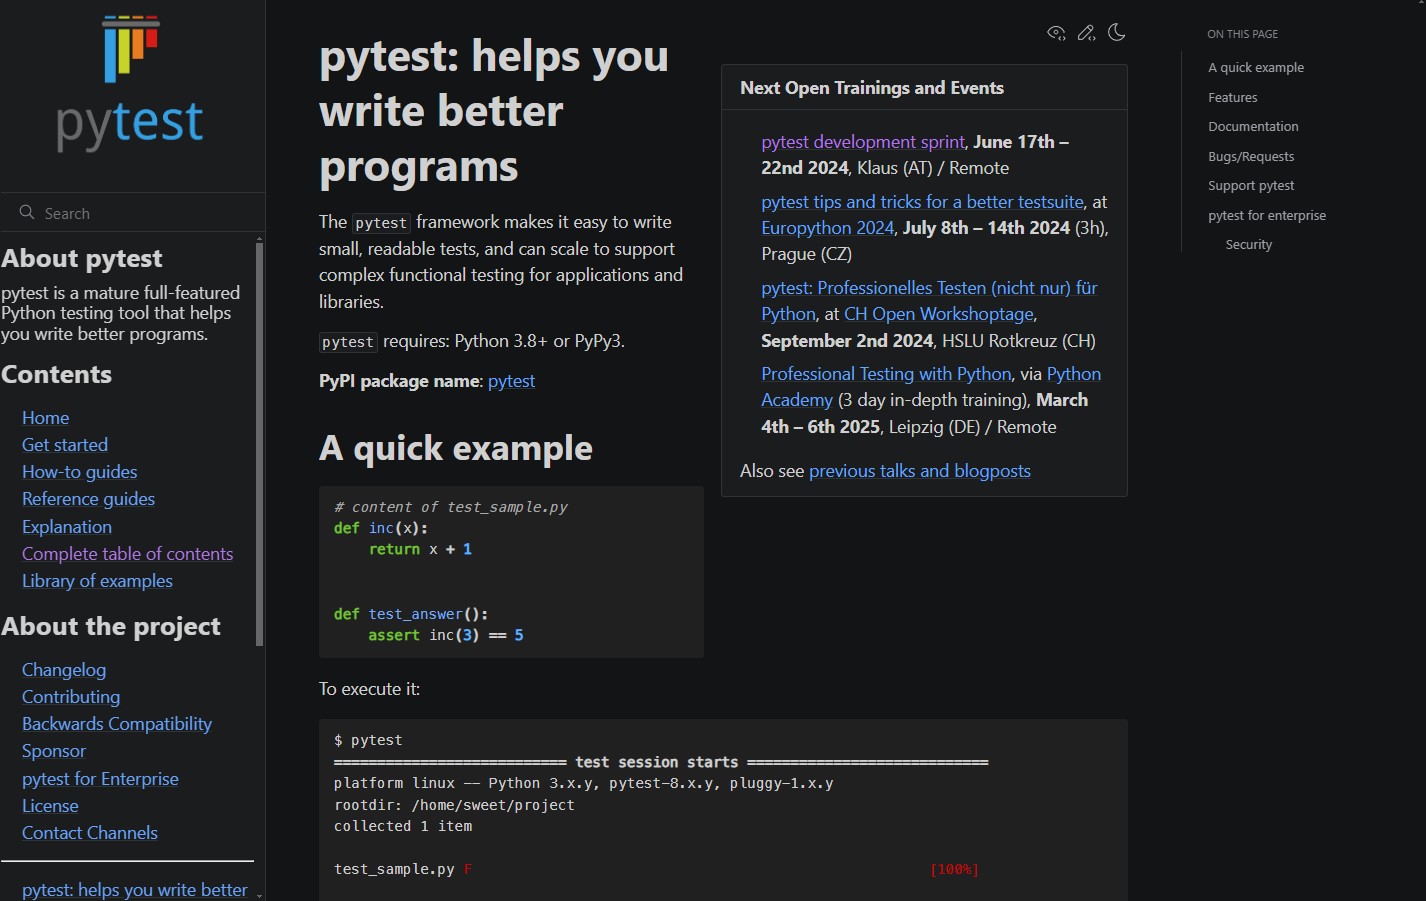 pytest
Search
About pytest
pytest is a mature full-featured
Python testing tool that helps
you write better programs.
Contents
Home
Get started
How-to guides
Reference guides
Explanation
Complete table of contents
Library of examples
About the project
Changelog
Contributing
Backwards Compatibility
Sponsor
pytest for Enterprise
License
Contact Channels
pytest: helps you write better
pytest: helps you
write better
programs
The pytest framework makes it easy to write
small, readable tests, and can scale to support
complex functional testing for applications and
libraries.
pytest requires: Python 3.8+ or PyPy3.
PyPI package name: pytest
A quick example
# content of test_sample.py
def inc(x):
    return x + 1
def test_answer():
    assert inc(3) == 5
To execute it:
$ pytest
=========================== test session starts ============================
platform linux -- Python 3.x.y, pytest-8.x.y, pluggy-1.x.y
rootdir: /home/sweet/project
collected 1 item
test_sample.py F [100%]
Next Open Trainings and Events
pytest development sprint, June 17th –
22nd 2024, Klaus (AT) / Remote
pytest tips and tricks for a better testsuite, at
Europython 2024, July 8th – 14th 2024 (3h),
Prague (CZ)
pytest: Professionelles Testen (nicht nur) für
Python, at CH Open Workshoptage,
September 2nd 2024, HSLU Rotkreuz (CH)
Professional Testing with Python, via Python
Academy (3 day in-depth training), March
4th – 6th 2025, Leipzig (DE) / Remote
Also see previous talks and blogposts
ON THIS PAGE
A quick example
Features
Documentation
Bugs/Requests
Support pytest
pytest for enterprise
Security